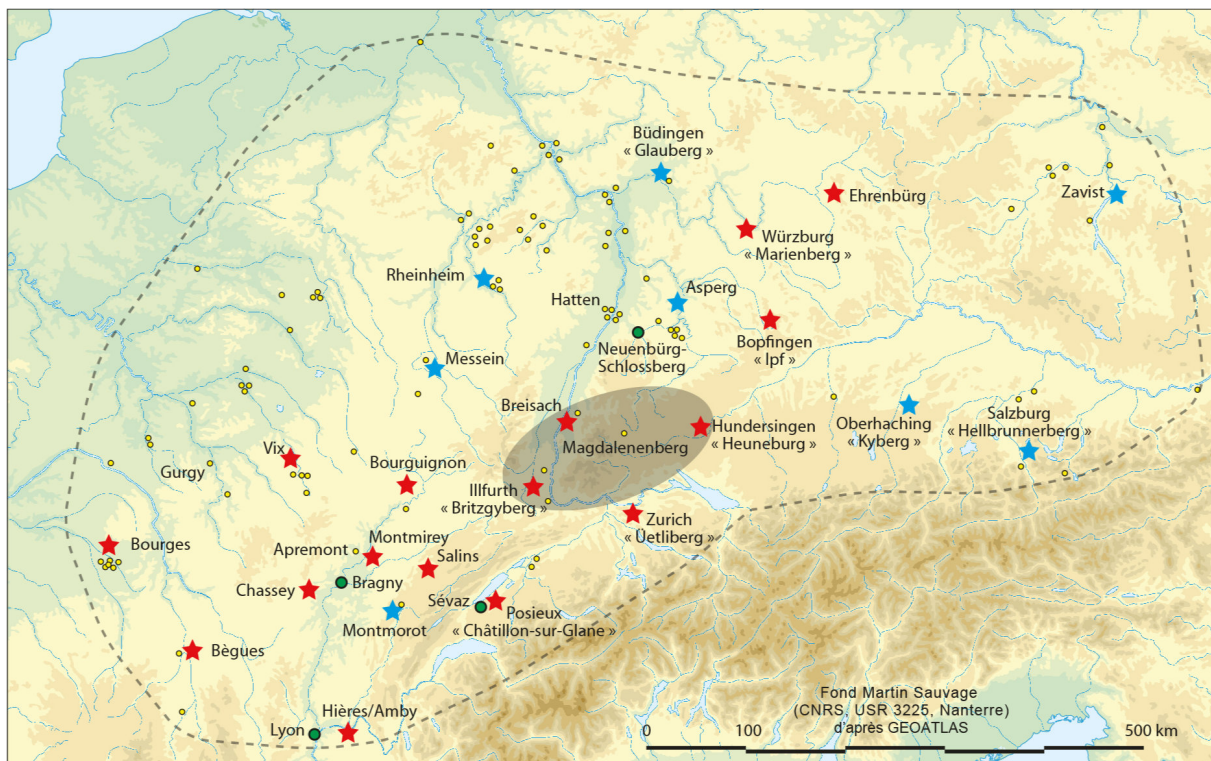 Büdingen
« Glauberg »
Ehrenbürg
Zavist
Würzburg
« Marienberg »
Rheinheim
Hatten
Asperg
Neuenbürg-
Schlossberg
Bopfingen
« Ipf »
Messein
Breisach
Magdalenenberg
Hundersingen
« Heuneburg »
Oberhaching
« Kyberg »
Salzburg
« Hellbrunnerberg »
Vix
Gurgy
Bourguignon
Illfurth
« Britzgyberg »
Zurich
« Üetliberg »
Bourges
Apremont
Montmirey
Salins
Chassey
Bragny
Montmorot
Sévaz
Posieux
« Châtillon-sur-Glane »
Bègues
Hières/Amby
Lyon
Fond Martin Sauvage
(CNRS, USR 3225, Nanterre)
d'après GEOATLAS
0 100 500 km